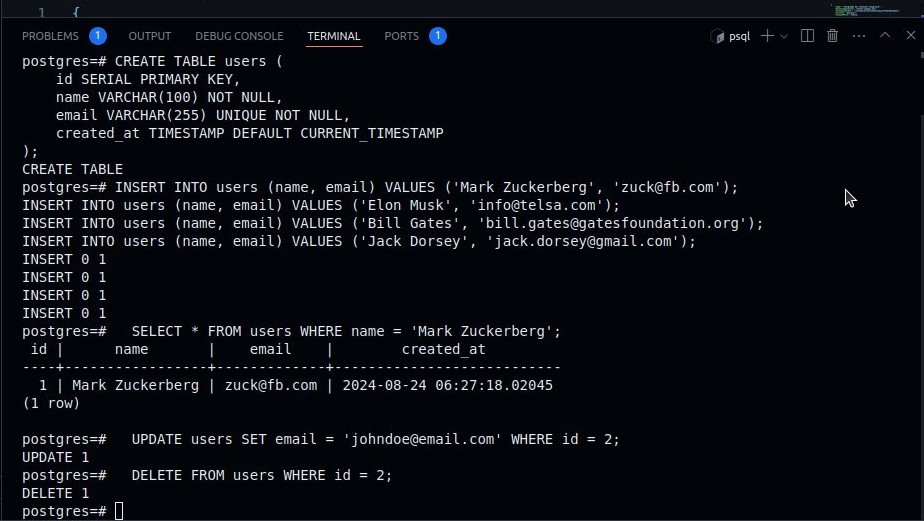 1 {
PROBLEMS 1 OUTPUT DEBUG CONSOLE TERMINAL PORTS 1 psql
postgres=# CREATE TABLE users (
    id SERIAL PRIMARY KEY,
    name VARCHAR(100) NOT NULL,
    email VARCHAR(255) UNIQUE NOT NULL,
    created_at TIMESTAMP DEFAULT CURRENT_TIMESTAMP
);
CREATE TABLE
postgres=# INSERT INTO users (name, email) VALUES ('Mark Zuckerberg', 'zuck@fb.com');
INSERT INTO users (name, email) VALUES ('Elon Musk', 'info@telsa.com');
INSERT INTO users (name, email) VALUES ('Bill Gates', 'bill.gates@gatesfoundation.org');
INSERT INTO users (name, email) VALUES ('Jack Dorsey', 'jack.dorsey@gmail.com');
INSERT 0 1
INSERT 0 1
INSERT 0 1
INSERT 0 1
postgres=#   SELECT * FROM users WHERE name = 'Mark Zuckerberg';
 id |      name       |    email    |        created_at
----+-----------------+-------------+---------------------------
  1 | Mark Zuckerberg | zuck@fb.com | 2024-08-24 06:27:18.02045
(1 row)
postgres=#   UPDATE users SET email = 'johndoe@email.com' WHERE id = 2;
UPDATE 1
postgres=#   DELETE FROM users WHERE id = 2;
DELETE 1
postgres=#